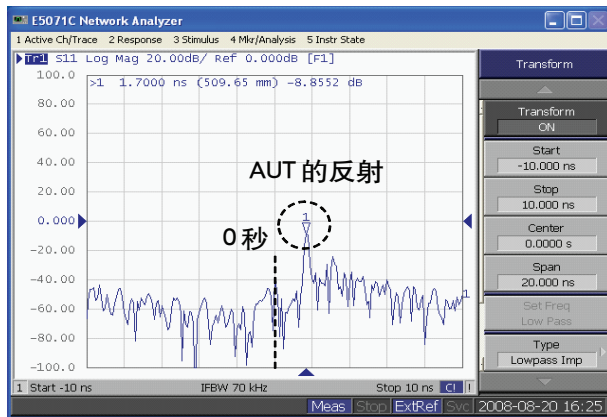 E5071C Network Analyzer
1 Active Ch/Trace 2 Response 3 Stimulus 4 Mkr/Analysis 5 Instr State
Tr1 S11 Log Mag 20.00dB/ Ref 0.000dB [F1]
100.0
>1 1.7000 ns (509.65 mm) -8.8552 dB
80.00
60.00
40.00
20.00
0.000
-20.00
-40.00
-60.00
-80.00
-100.0
AUT的反射
1
0秒
1
1 Start -10 ns
IFBW 70 kHz
Stop 10 ns
C! !
Meas Stop ExtRef Svc 2008-08-20 16:25
Transform
Transform
ON
Start
-10.000 ns
Stop
10.000 ns
Center
0.0000 s
Span
20.000 ns
Set Freq
Low Pass
Type
Lowpass Imp